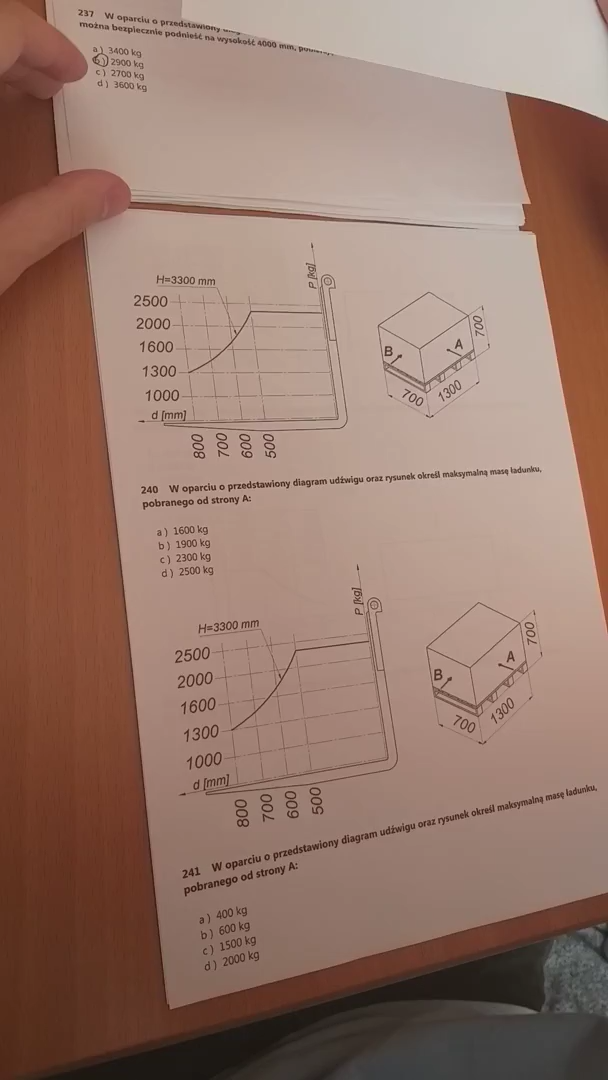 237 W oparciu o przedstawiony
można bezpiecznie podnieść na wysokość 4000 mm,
a) 3400 kg
b) 2900 kg
c) 2700 kg
d) 3600 kg
P [kg]
H=3300 mm
2500
2000
1600
1300
1000
d [mm]
800 700 600 500
B A
700 1300 700
240 W oparciu o przedstawiony diagram udźwigu oraz rysunek określ maksymalną masę ładunku,
pobranego od strony A:
a) 1600 kg
b) 1900 kg
c) 2300 kg
d) 2500 kg
P [kg]
H=3300 mm
2500
2000
1600
1300
1000
d [mm]
800 700 600 500
B A
700 1300 700
241 W oparciu o przedstawiony diagram udźwigu oraz rysunek określ maksymalną masę ładunku,
pobranego od strony A:
a) 400 kg
b) 600 kg
c) 1500 kg
d) 2000 kg